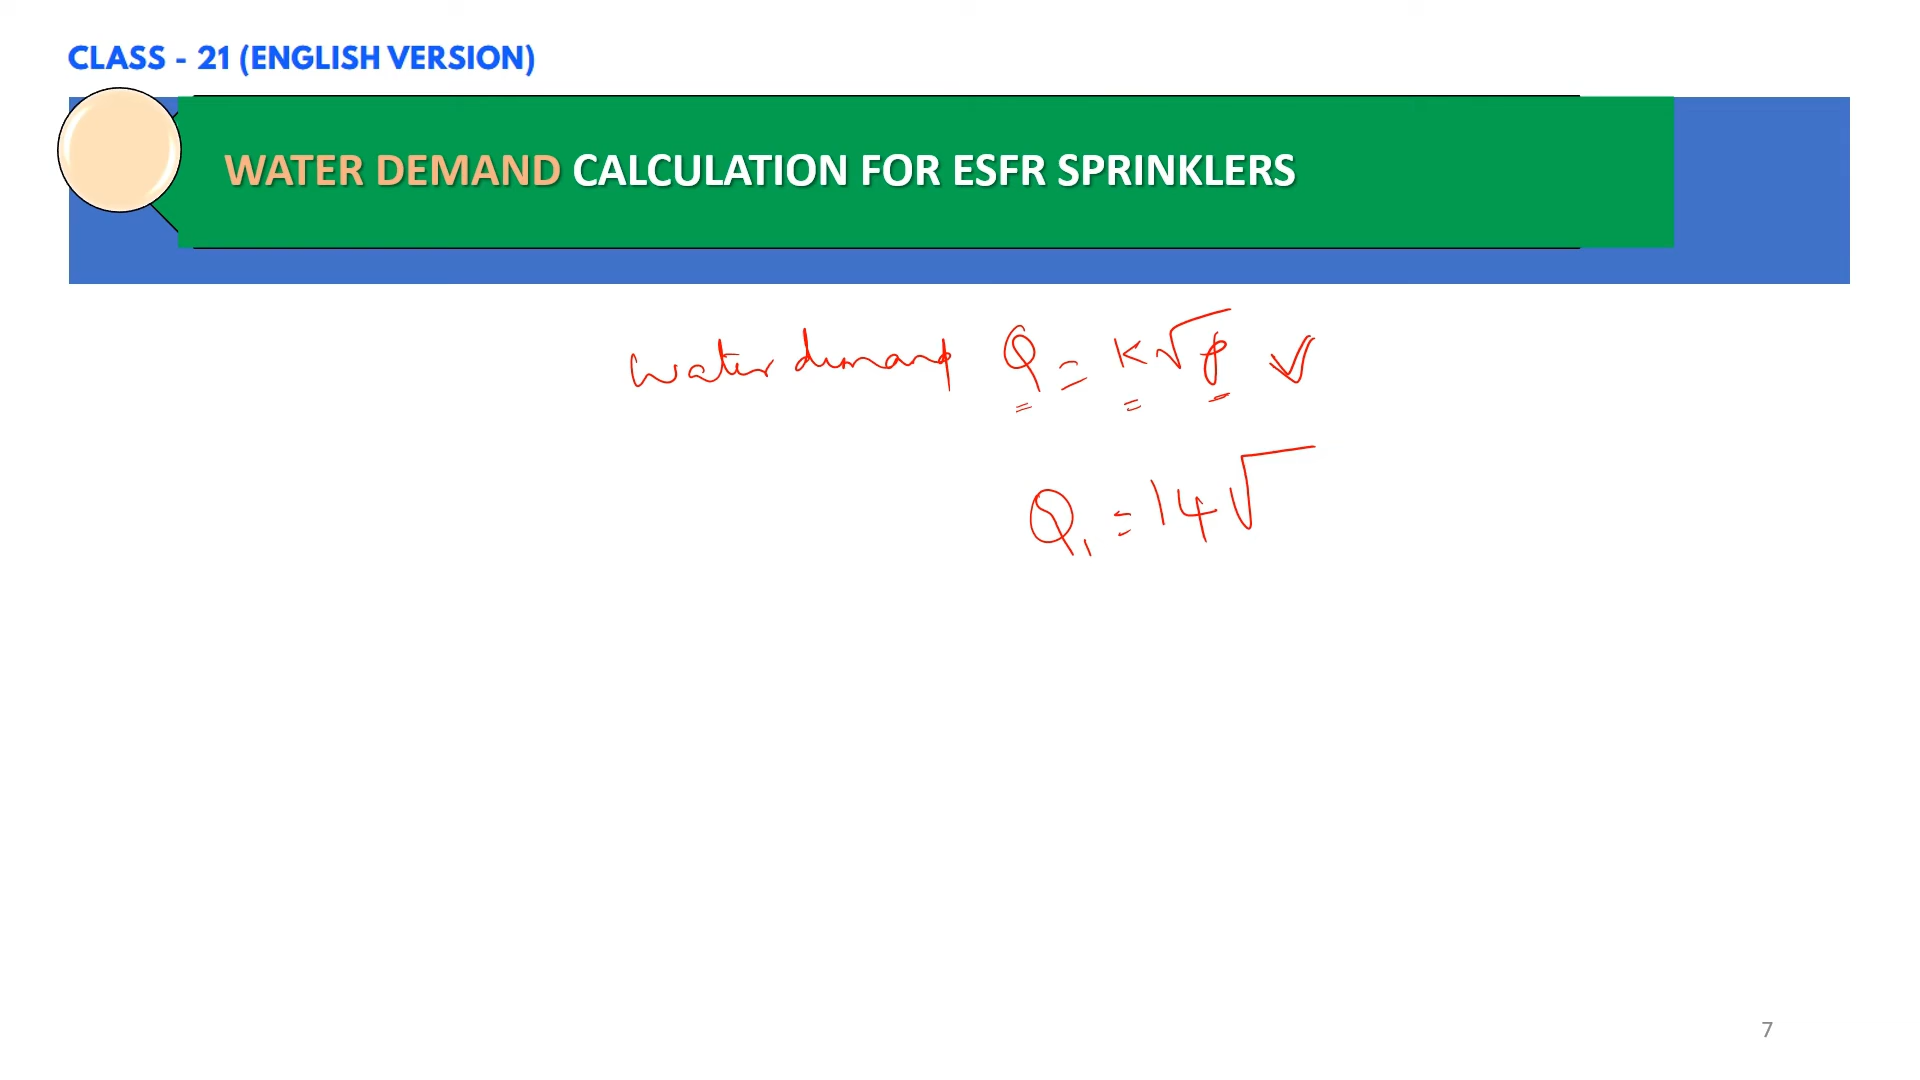 CLASS - 21 (ENGLISH VERSION)
WATER DEMAND CALCULATION FOR ESFR SPRINKLERS
Water demand Q = K√P
Q₁ = 14√
7